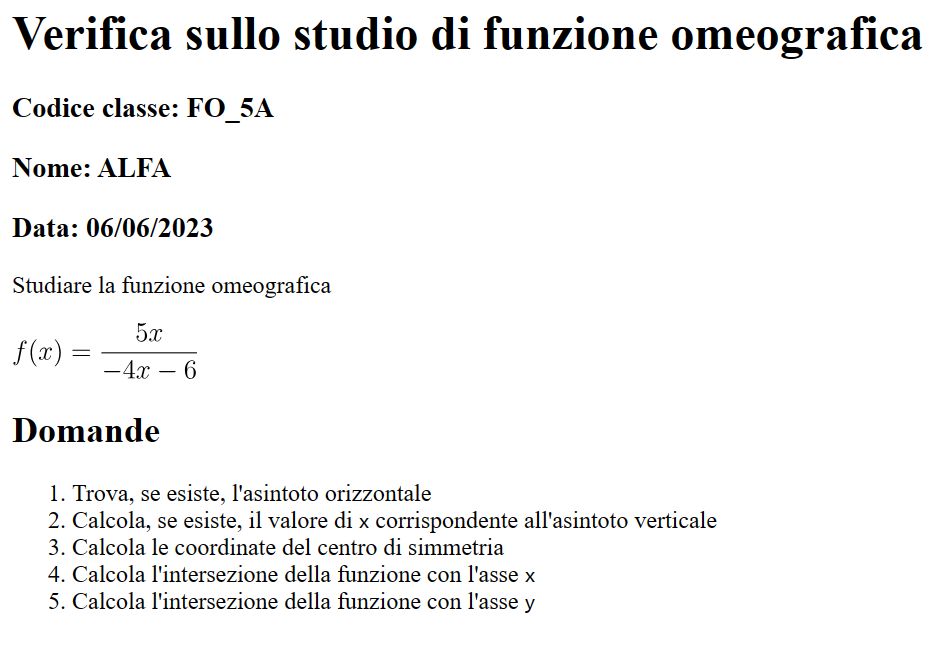 Verifica sullo studio di funzione omeografica
Codice classe: FO_5A
Nome: ALFA
Data: 06/06/2023
Studiare la funzione omeografica
f(x) = \frac{5x}{-4x - 6}
Domande
1. Trova, se esiste, l'asintoto orizzontale
2. Calcola, se esiste, il valore di x corrispondente all'asintoto verticale
3. Calcola le coordinate del centro di simmetria
4. Calcola l'intersezione della funzione con l'asse x
5. Calcola l'intersezione della funzione con l'asse y